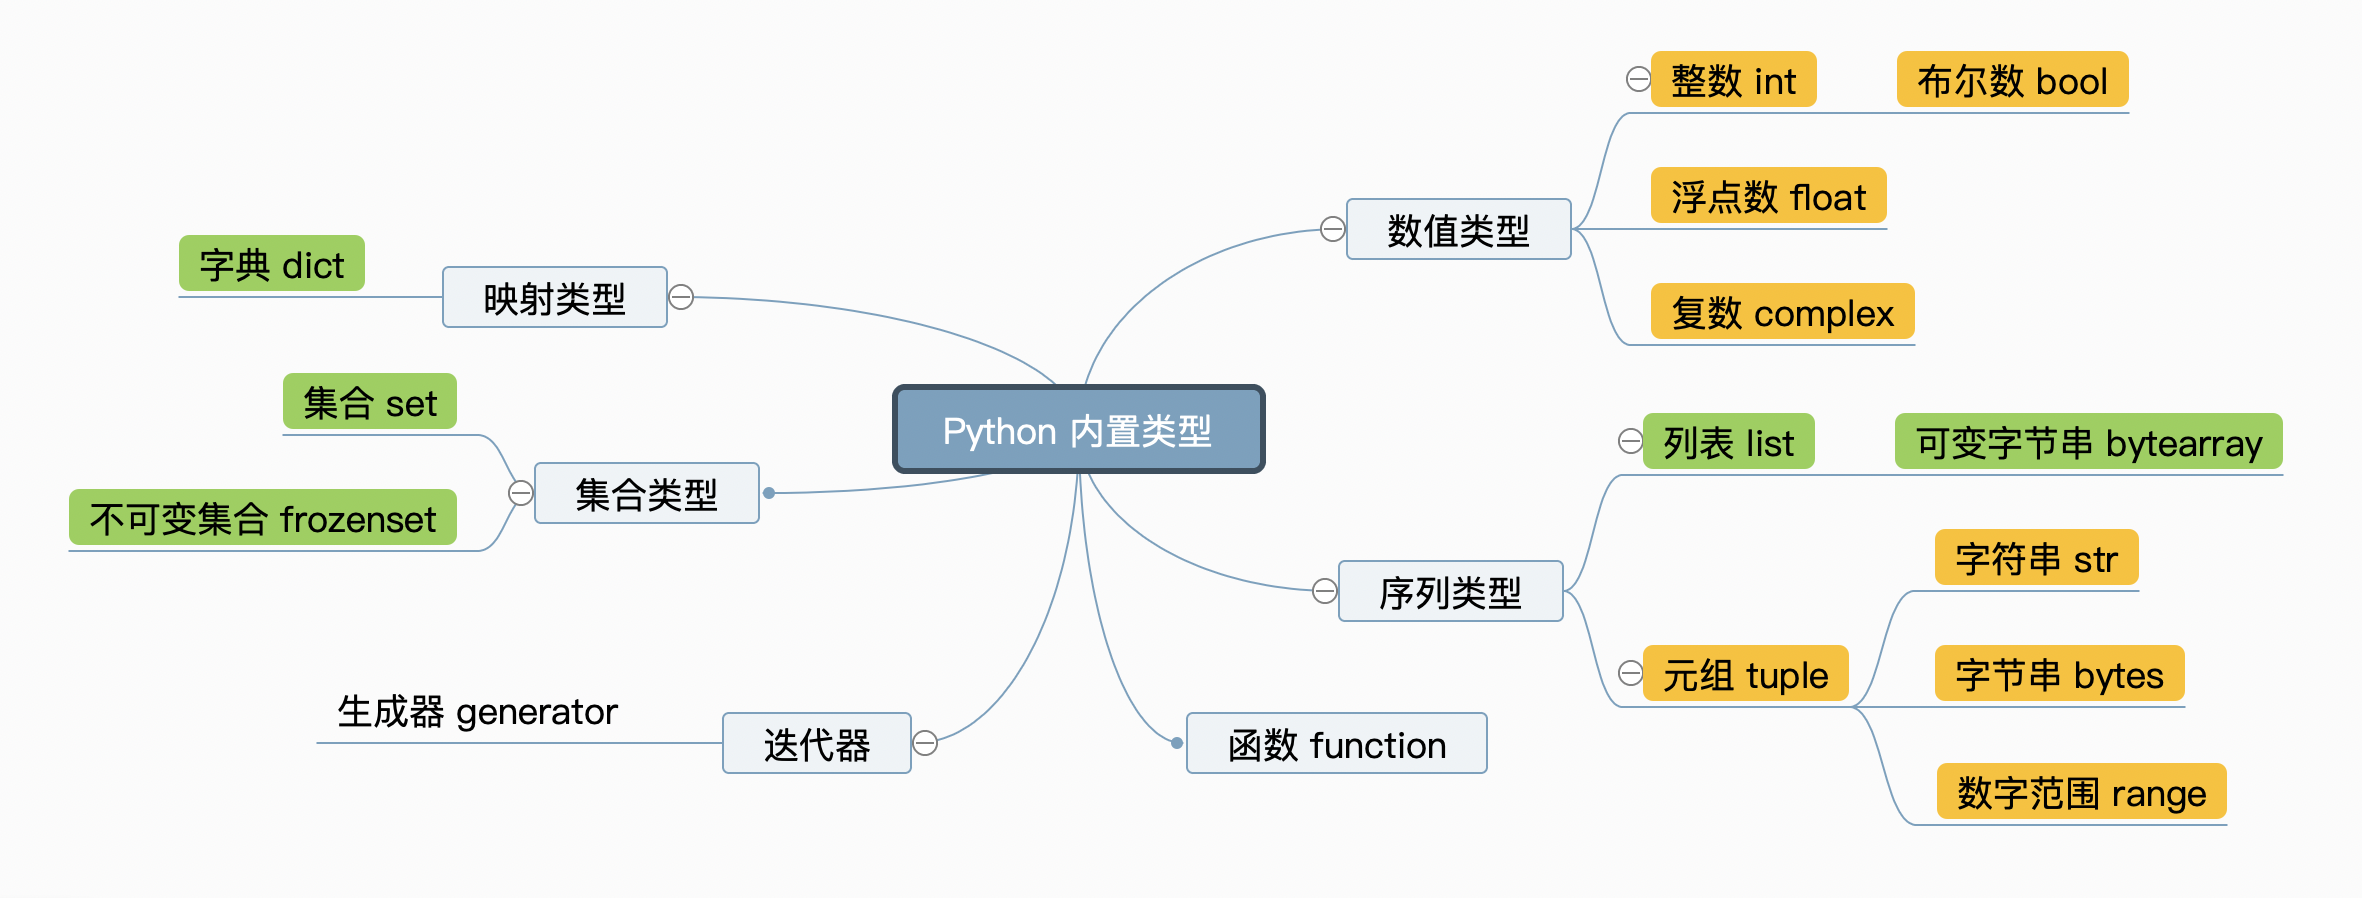 Python 内置类型
数值类型
整数 int
布尔数 bool
浮点数 float
复数 complex
序列类型
列表 list
可变字节串 bytearray
元组 tuple
字符串 str
字节串 bytes
数字范围 range
函数 function
映射类型
字典 dict
集合类型
集合 set
不可变集合 frozenset
迭代器
生成器 generator